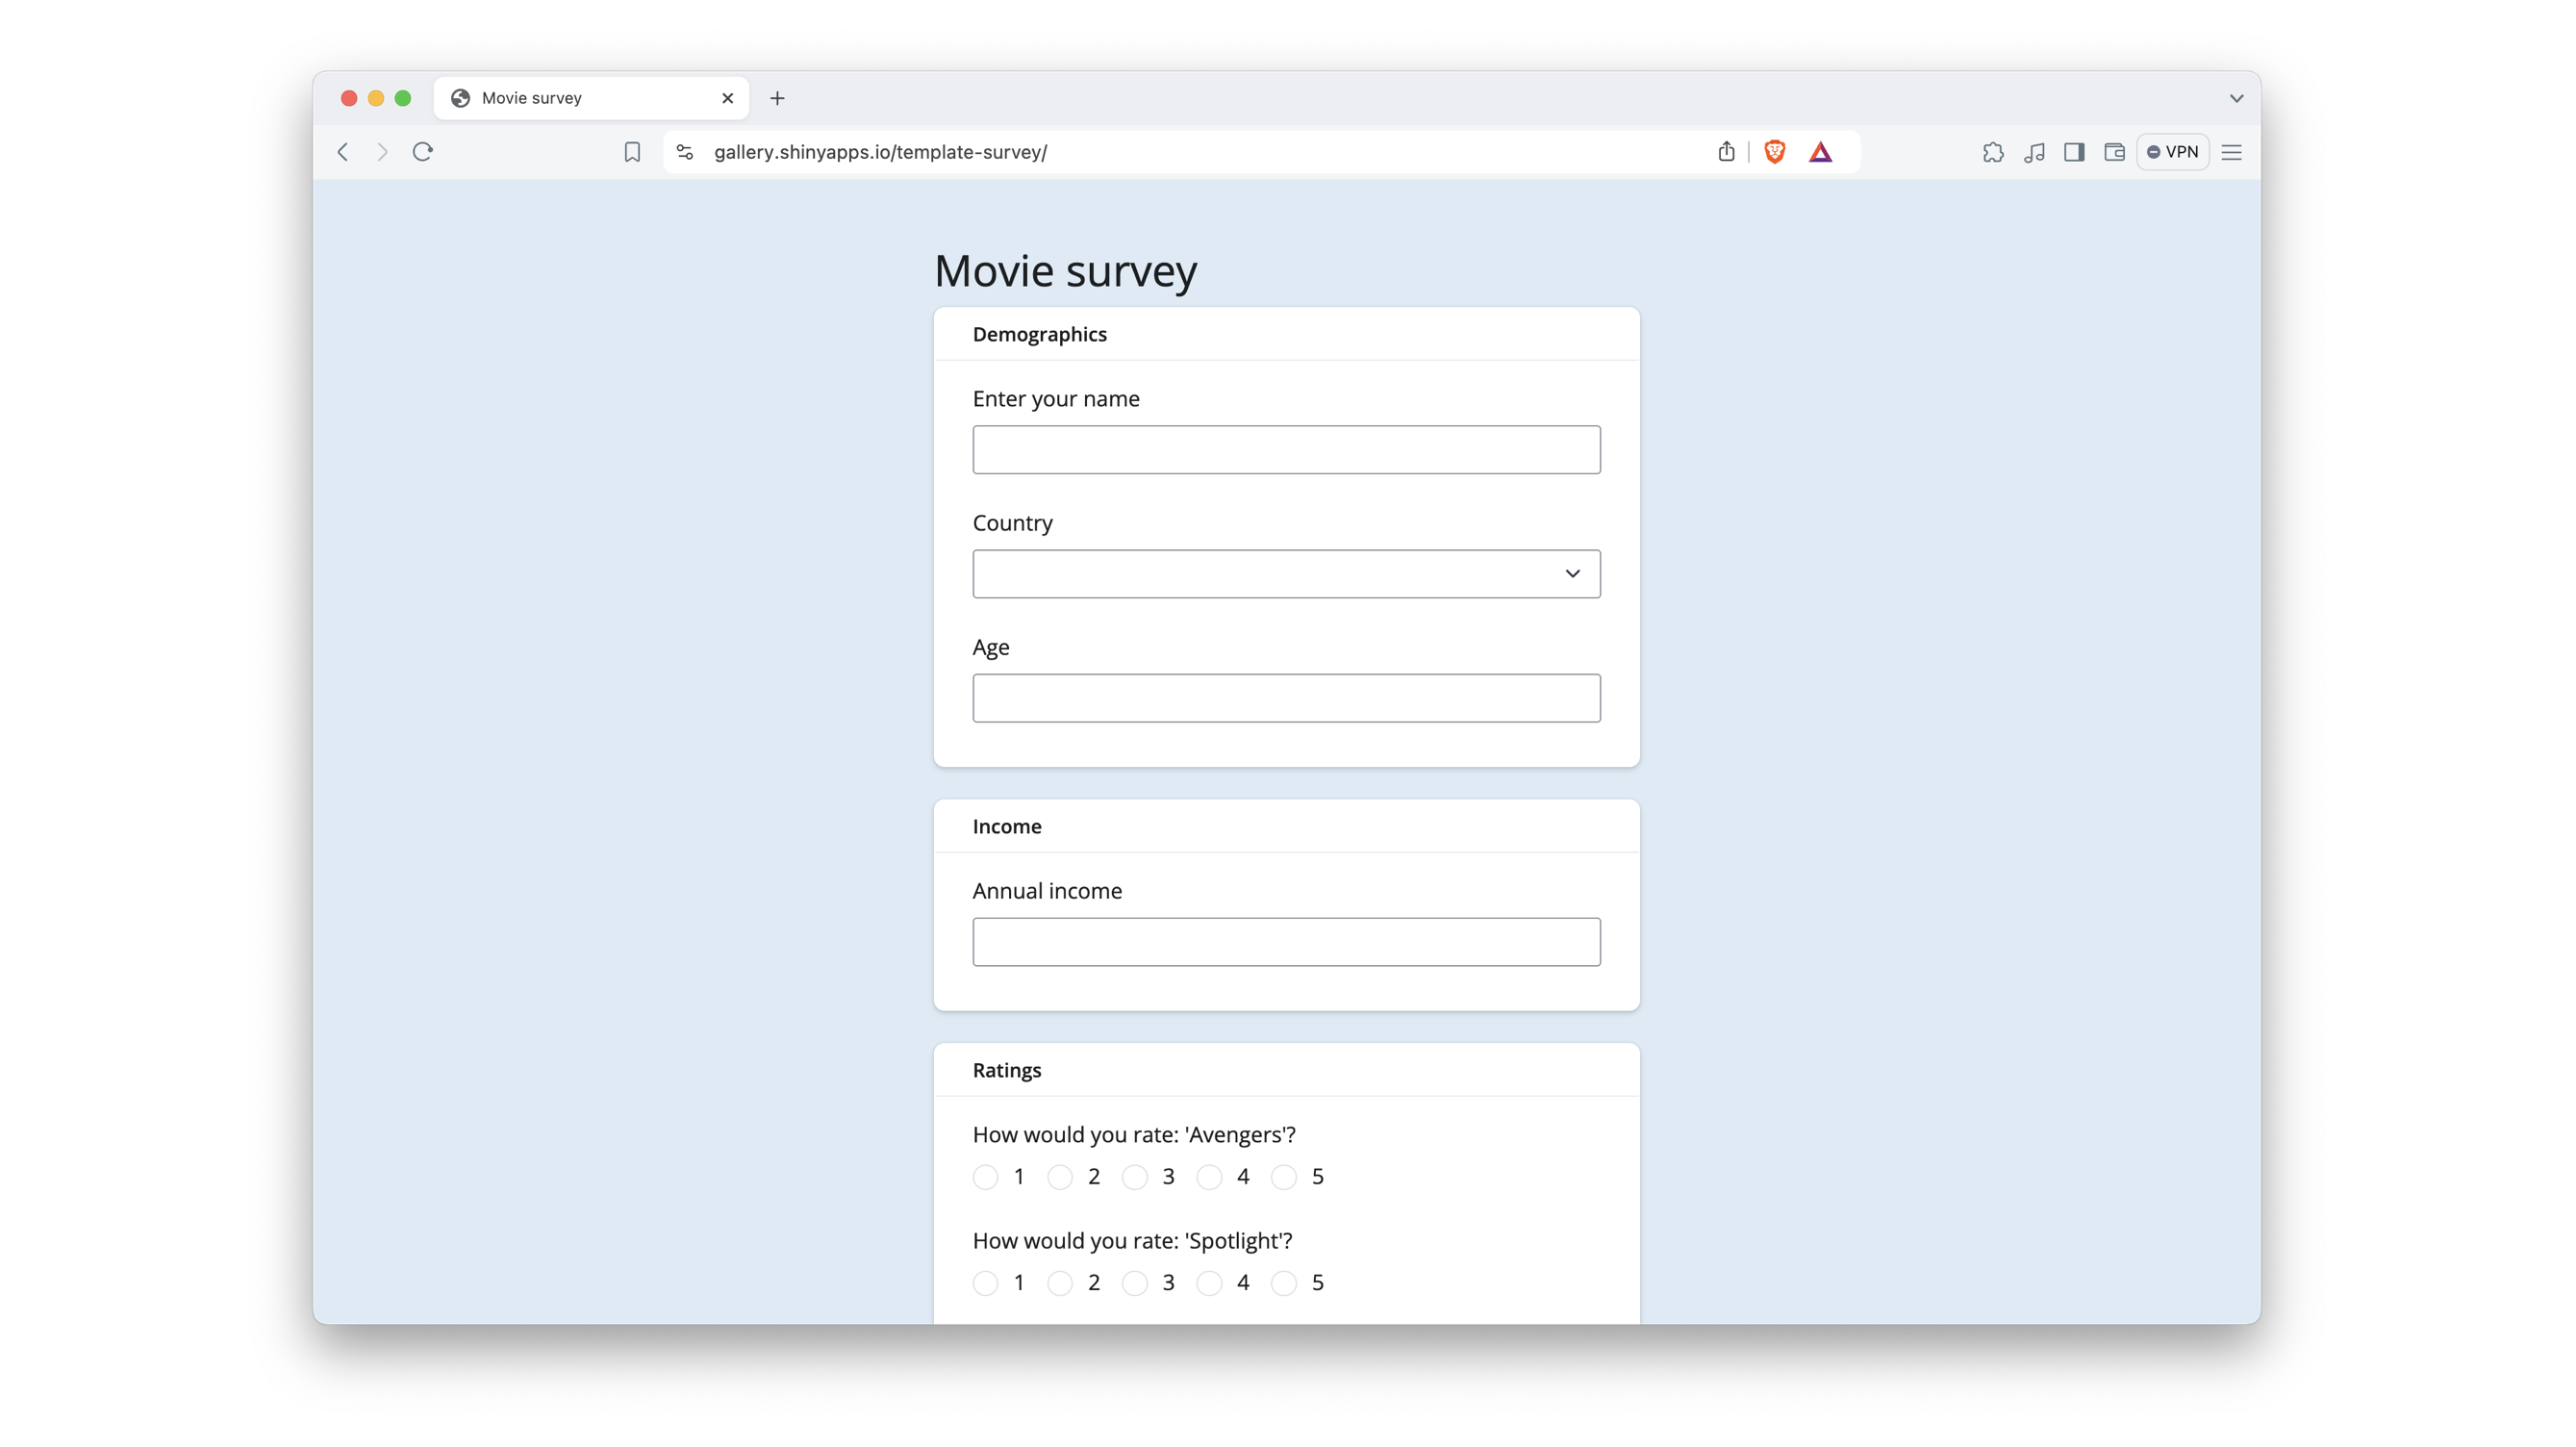 Movie survey
gallery.shinyapps.io/template-survey/
VPN
Movie survey
Demographics
Enter your name
Country
Age
Income
Annual income
Ratings
How would you rate: 'Avengers'?
1 2 3 4 5
How would you rate: 'Spotlight'?
1 2 3 4 5